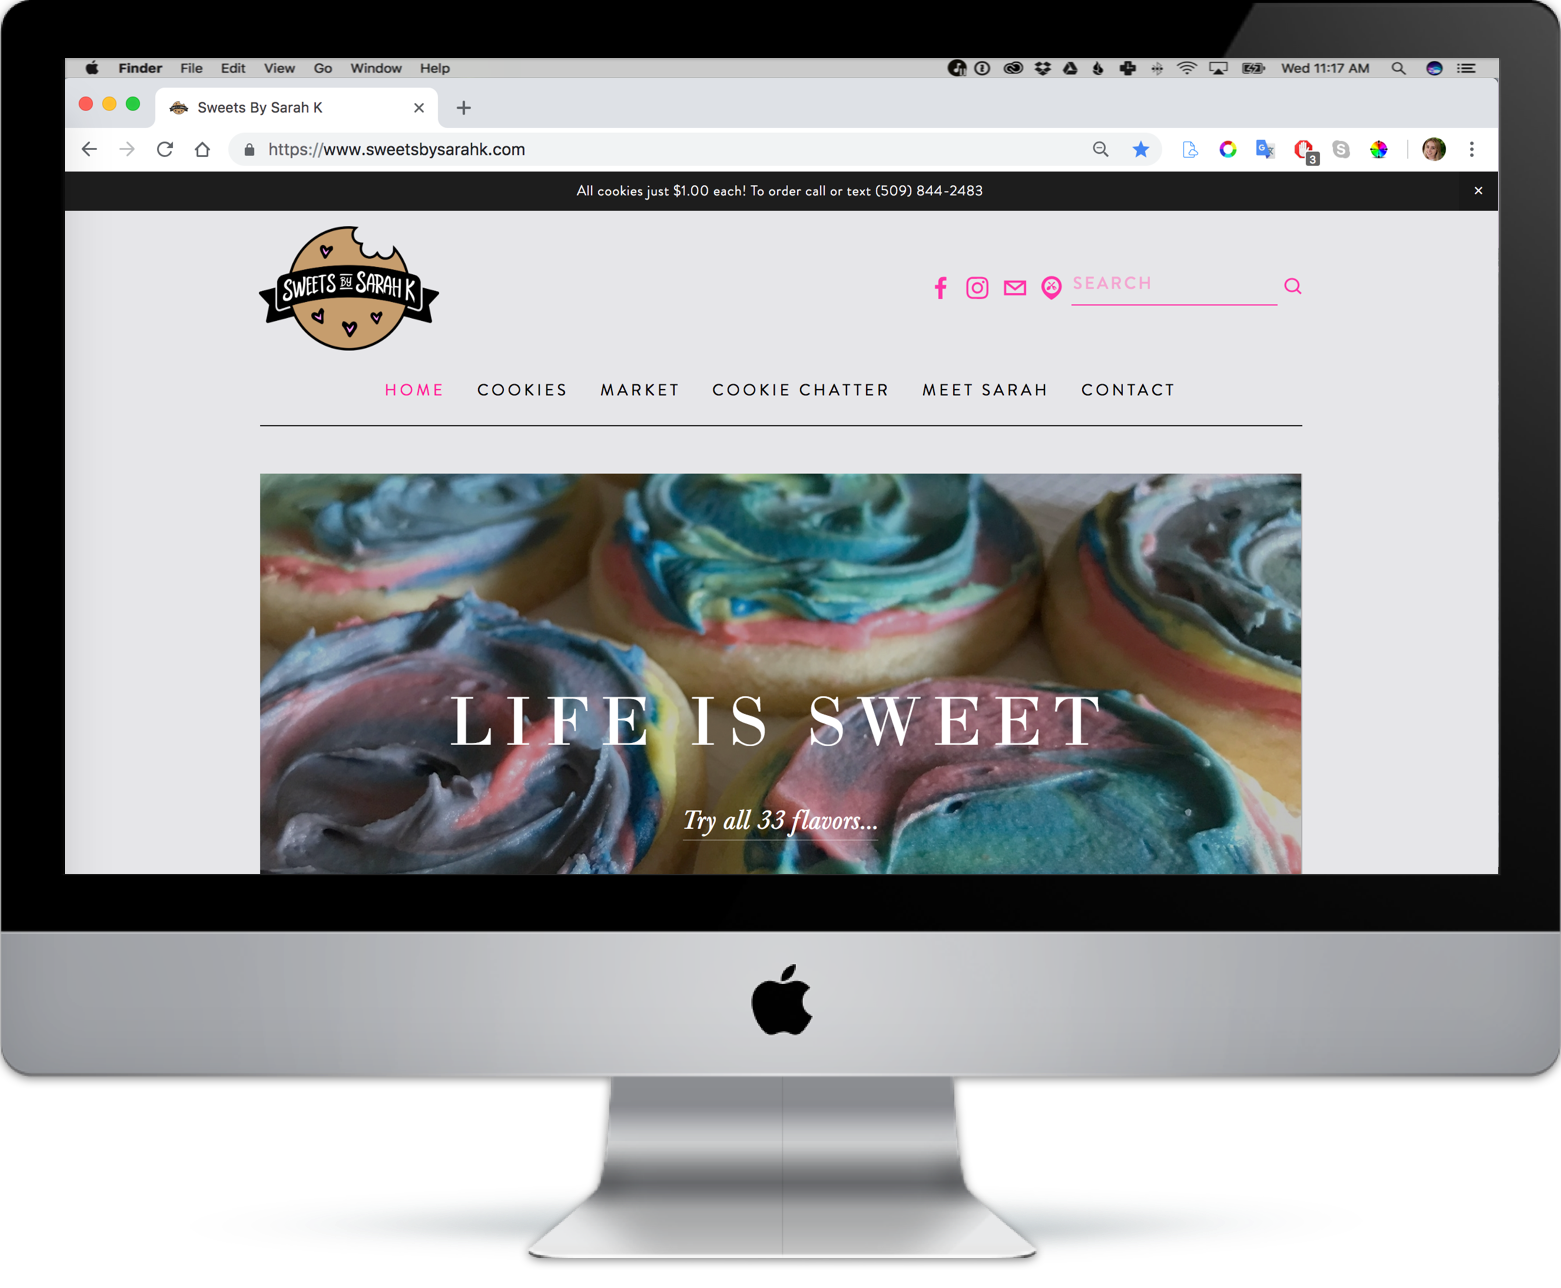 Finder File Edit View Go Window Help Wed 11:17 AM
Sweets By Sarah K
https://www.sweetsbysarahk.com
3
All cookies just $1.00 each! To order call or text (509) 844-2483
SWEETS BY SARAH K
SEARCH
HOME COOKIES MARKET COOKIE CHATTER MEET SARAH CONTACT
LIFE IS SWEET
Try all 33 flavors...